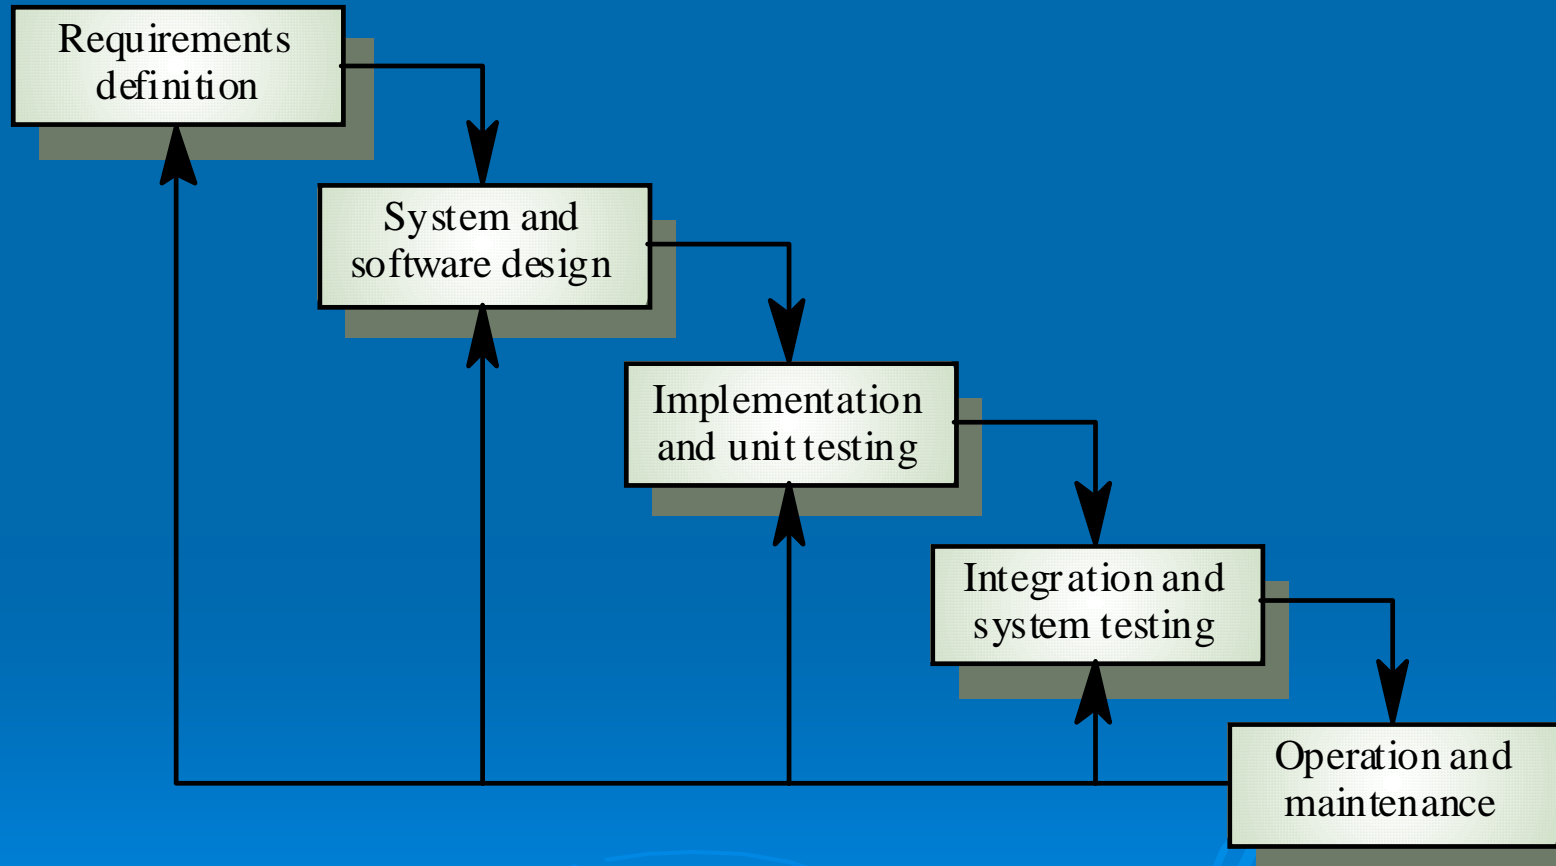 Requirements
definition
System and
software design
Implementation
and unit testing
Integration and
system testing
Operation and
maintenance